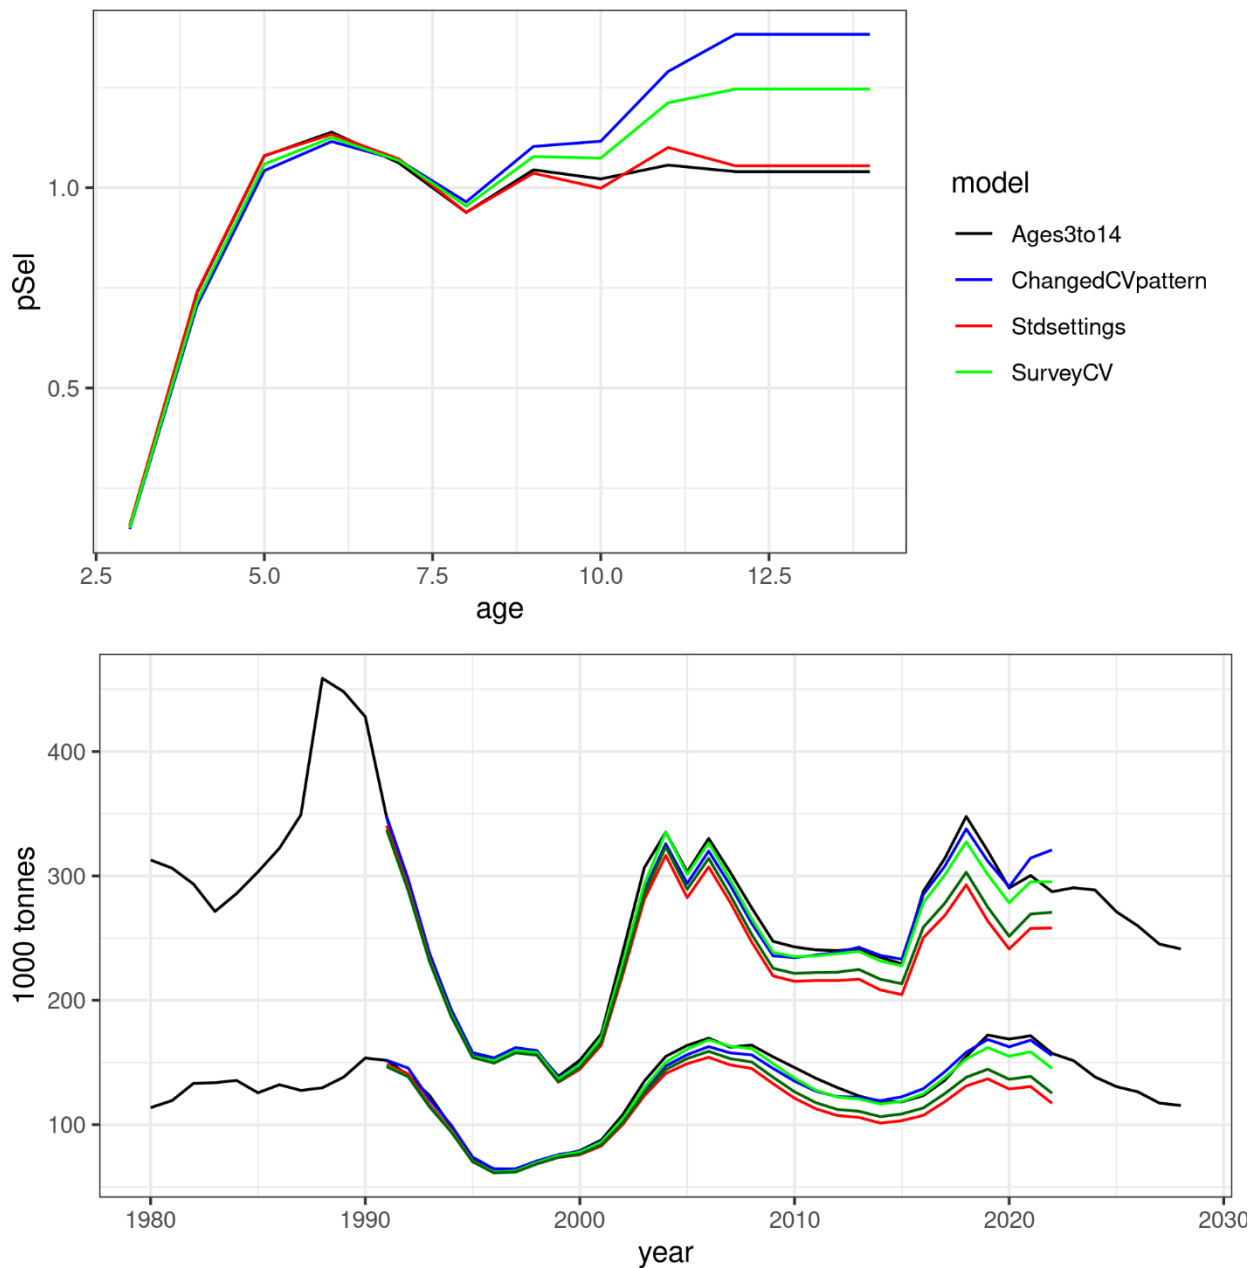 pSel
1.0
0.5
2.5 5.0 7.5 10.0 12.5
age
model
Ages3to14
ChangedCVpattern
Stdsettings
SurveyCV
1000 tonnes
400
300
200
100
1980 1990 2000 2010 2020 2030
year